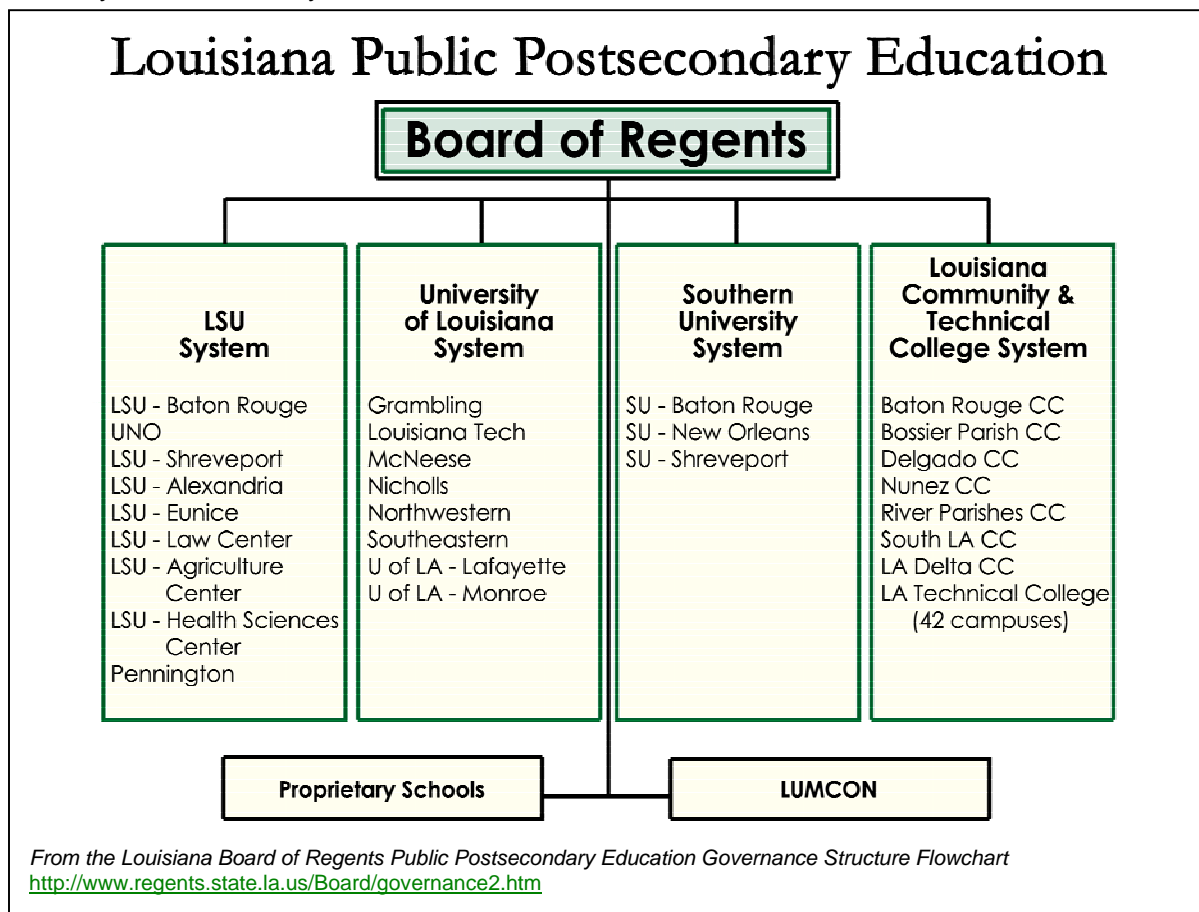 Louisiana Public Postsecondary Education
Board of Regents
LSU
System
LSU - Baton Rouge
UNO
LSU - Shreveport
LSU - Alexandria
LSU - Eunice
LSU - Law Center
LSU - Agriculture
Center
LSU - Health Sciences
Center
Pennington
University
of Louisiana
System
Grambling
Louisiana Tech
McNeese
Nicholls
Northwestern
Southeastern
U of LA - Lafayette
U of LA - Monroe
Southern
University
System
SU - Baton Rouge
SU - New Orleans
SU - Shreveport
Louisiana
Community &
Technical
College System
Baton Rouge CC
Bossier Parish CC
Delgado CC
Nunez CC
River Parishes CC
South LA CC
LA Delta CC
LA Technical College
(42 campuses)
Proprietary Schools
LUMCON
From the Louisiana Board of Regents Public Postsecondary Education Governance Structure Flowchart
http://www.regents.state.la.us/Board/governance2.htm